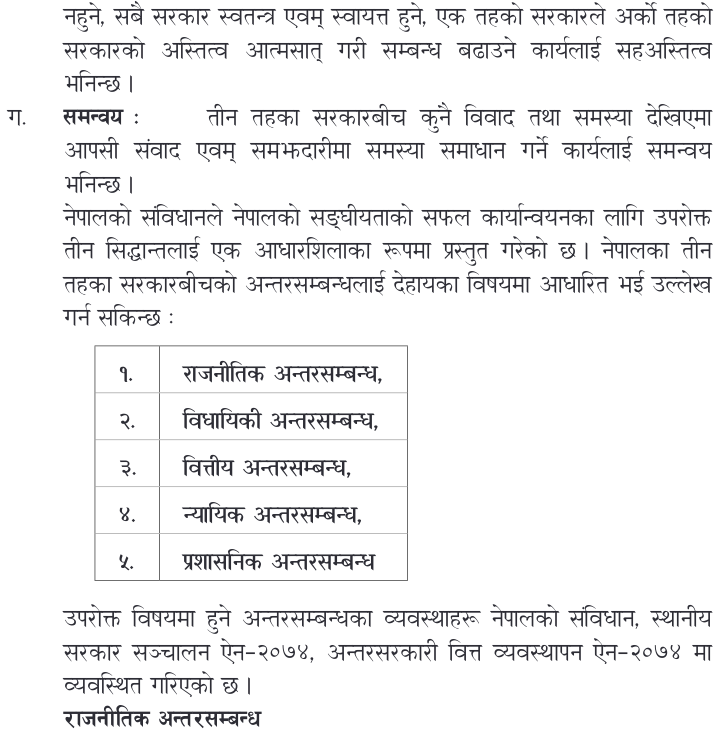 नहुने, सबै सरकार स्वतन्त्र एवम् स्वायत्त हुने, एक तहको सरकारले अर्को तहको
सरकारको अस्तित्व आत्मसात् गरी सम्बन्ध बढाउने कार्यलाई सहअस्तित्व
भनिन्छ ।
ग. समन्वय : तीन तहका सरकारबीच कुनै विवाद तथा समस्या देखिएमा
आपसी संवाद एवम् समझदारीमा समस्या समाधान गर्ने कार्यलाई समन्वय
भनिन्छ ।
नेपालको संविधानले नेपालको सङ्घीयताको सफल कार्यान्वयनका लागि उपरोक्त
तीन सिद्धान्तलाई एक आधारशिलाका रूपमा प्रस्तुत गरेको छ । नेपालका तीन
तहका सरकारबीचको अन्तरसम्बन्धलाई देहायका विषयमा आधारित भई उल्लेख
गर्न सकिन्छ :
१. राजनीतिक अन्तरसम्बन्ध,
२. विधायिकी अन्तरसम्बन्ध,
३. वित्तीय अन्तरसम्बन्ध,
४. न्यायिक अन्तरसम्बन्ध,
५. प्रशासनिक अन्तरसम्बन्ध
उपरोक्त विषयमा हुने अन्तरसम्बन्धका व्यवस्थाहरू नेपालको संविधान, स्थानीय
सरकार सञ्चालन ऐन-२०७४, अन्तरसरकारी वित्त व्यवस्थापन ऐन-२०७४ मा
व्यवस्थित गरिएको छ ।
राजनीतिक अन्तरसम्बन्ध